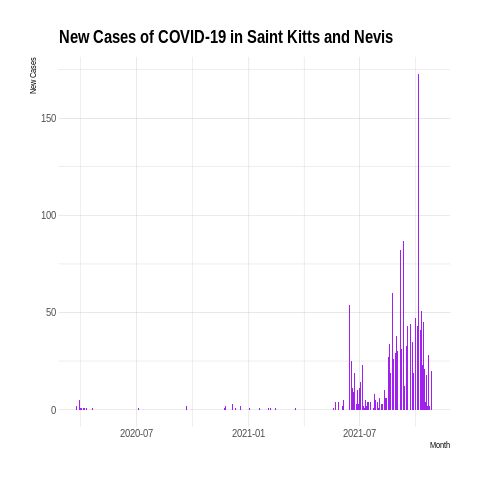 New Cases of COVID-19 in Saint Kitts and Nevis
New Cases
150
100
50
0
2020-07 2021-01 2021-07
Month